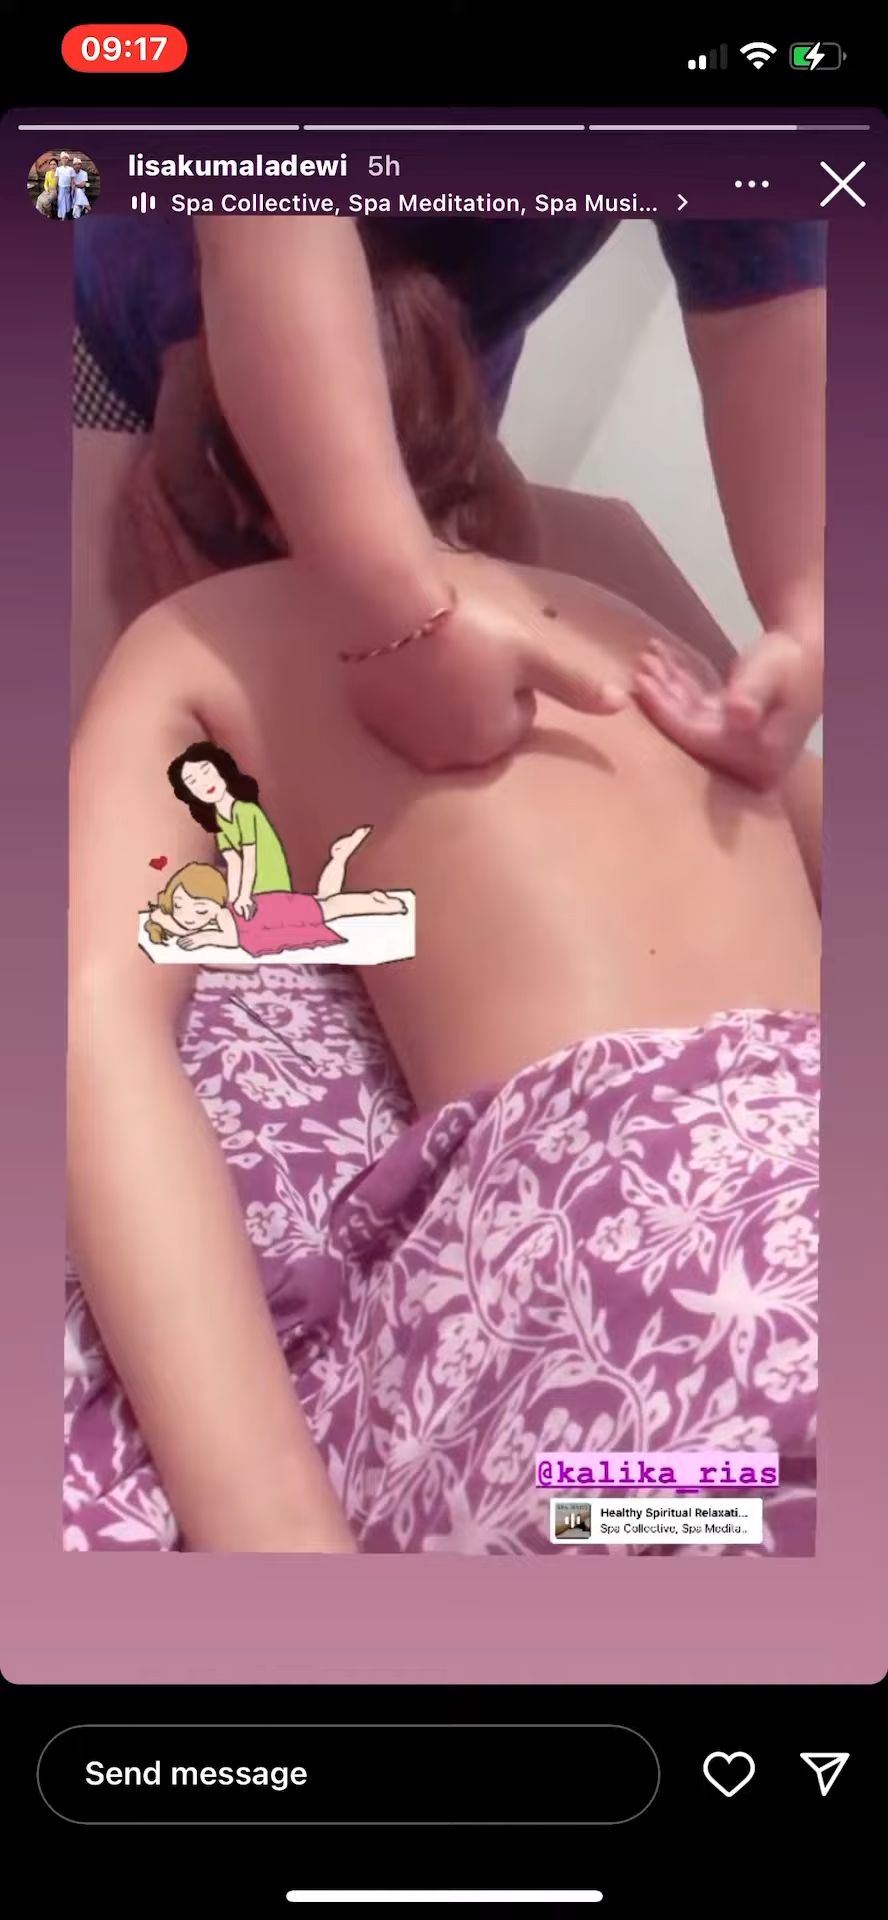 09:17
lisakumaladewi 5h
Spa Collective, Spa Meditation, Spa Musi... >
@kalika_rias
Healthy Spiritual Relaxati...
Spa Collective, Spa Medita...
Send message